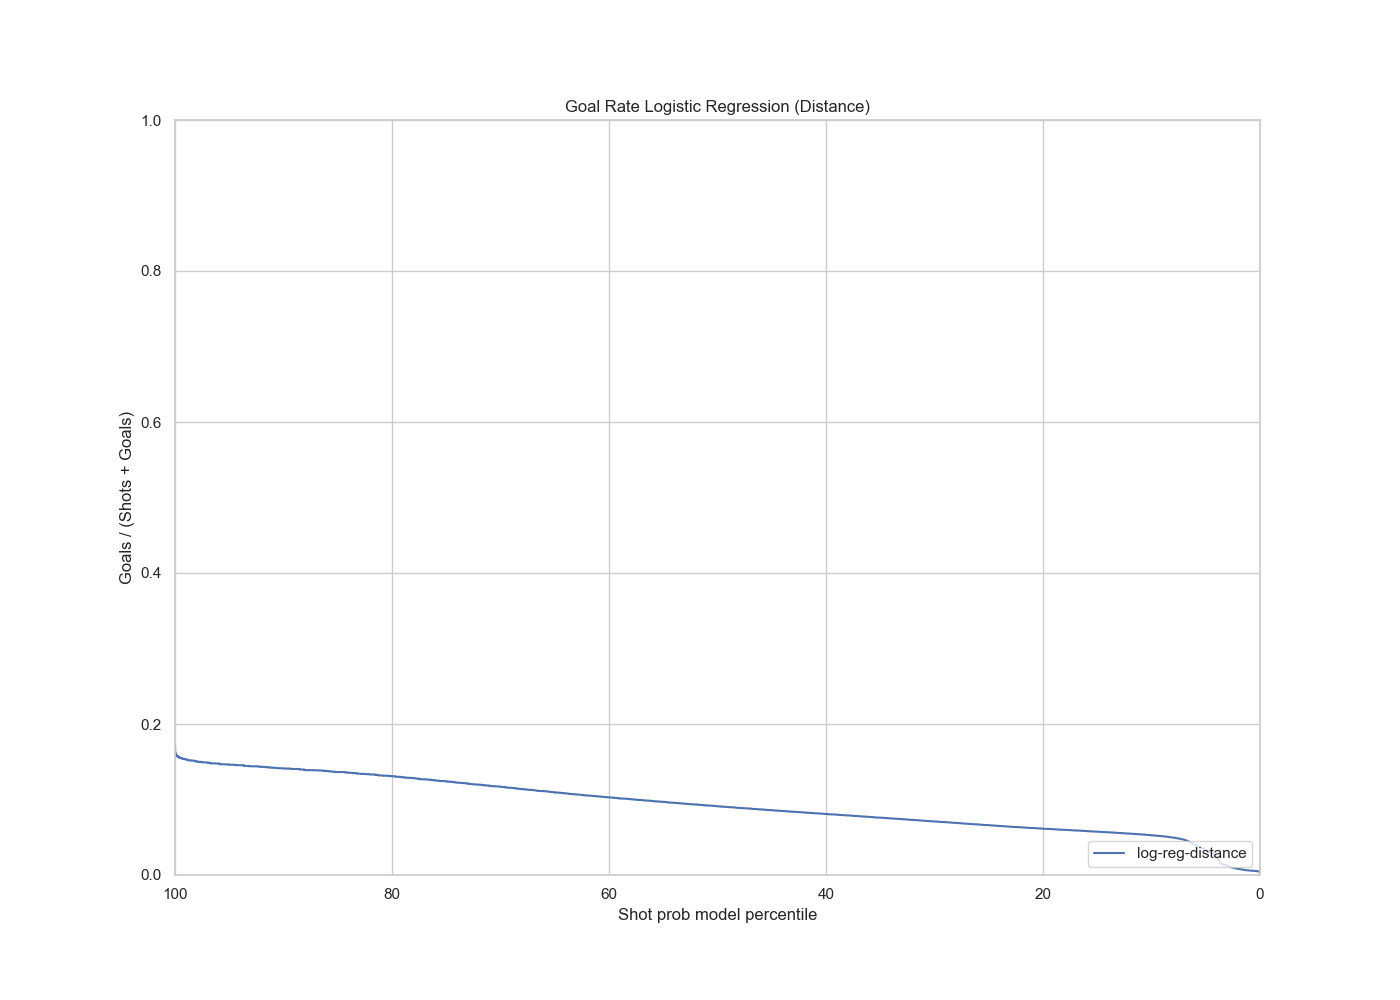 Goal Rate Logistic Regression (Distance)
1.0
0.8
0.6
0.4
0.2
0.0
Goals / (Shots + Goals)
log-reg-distance
100 80 60 40 20 0
Shot prob model percentile